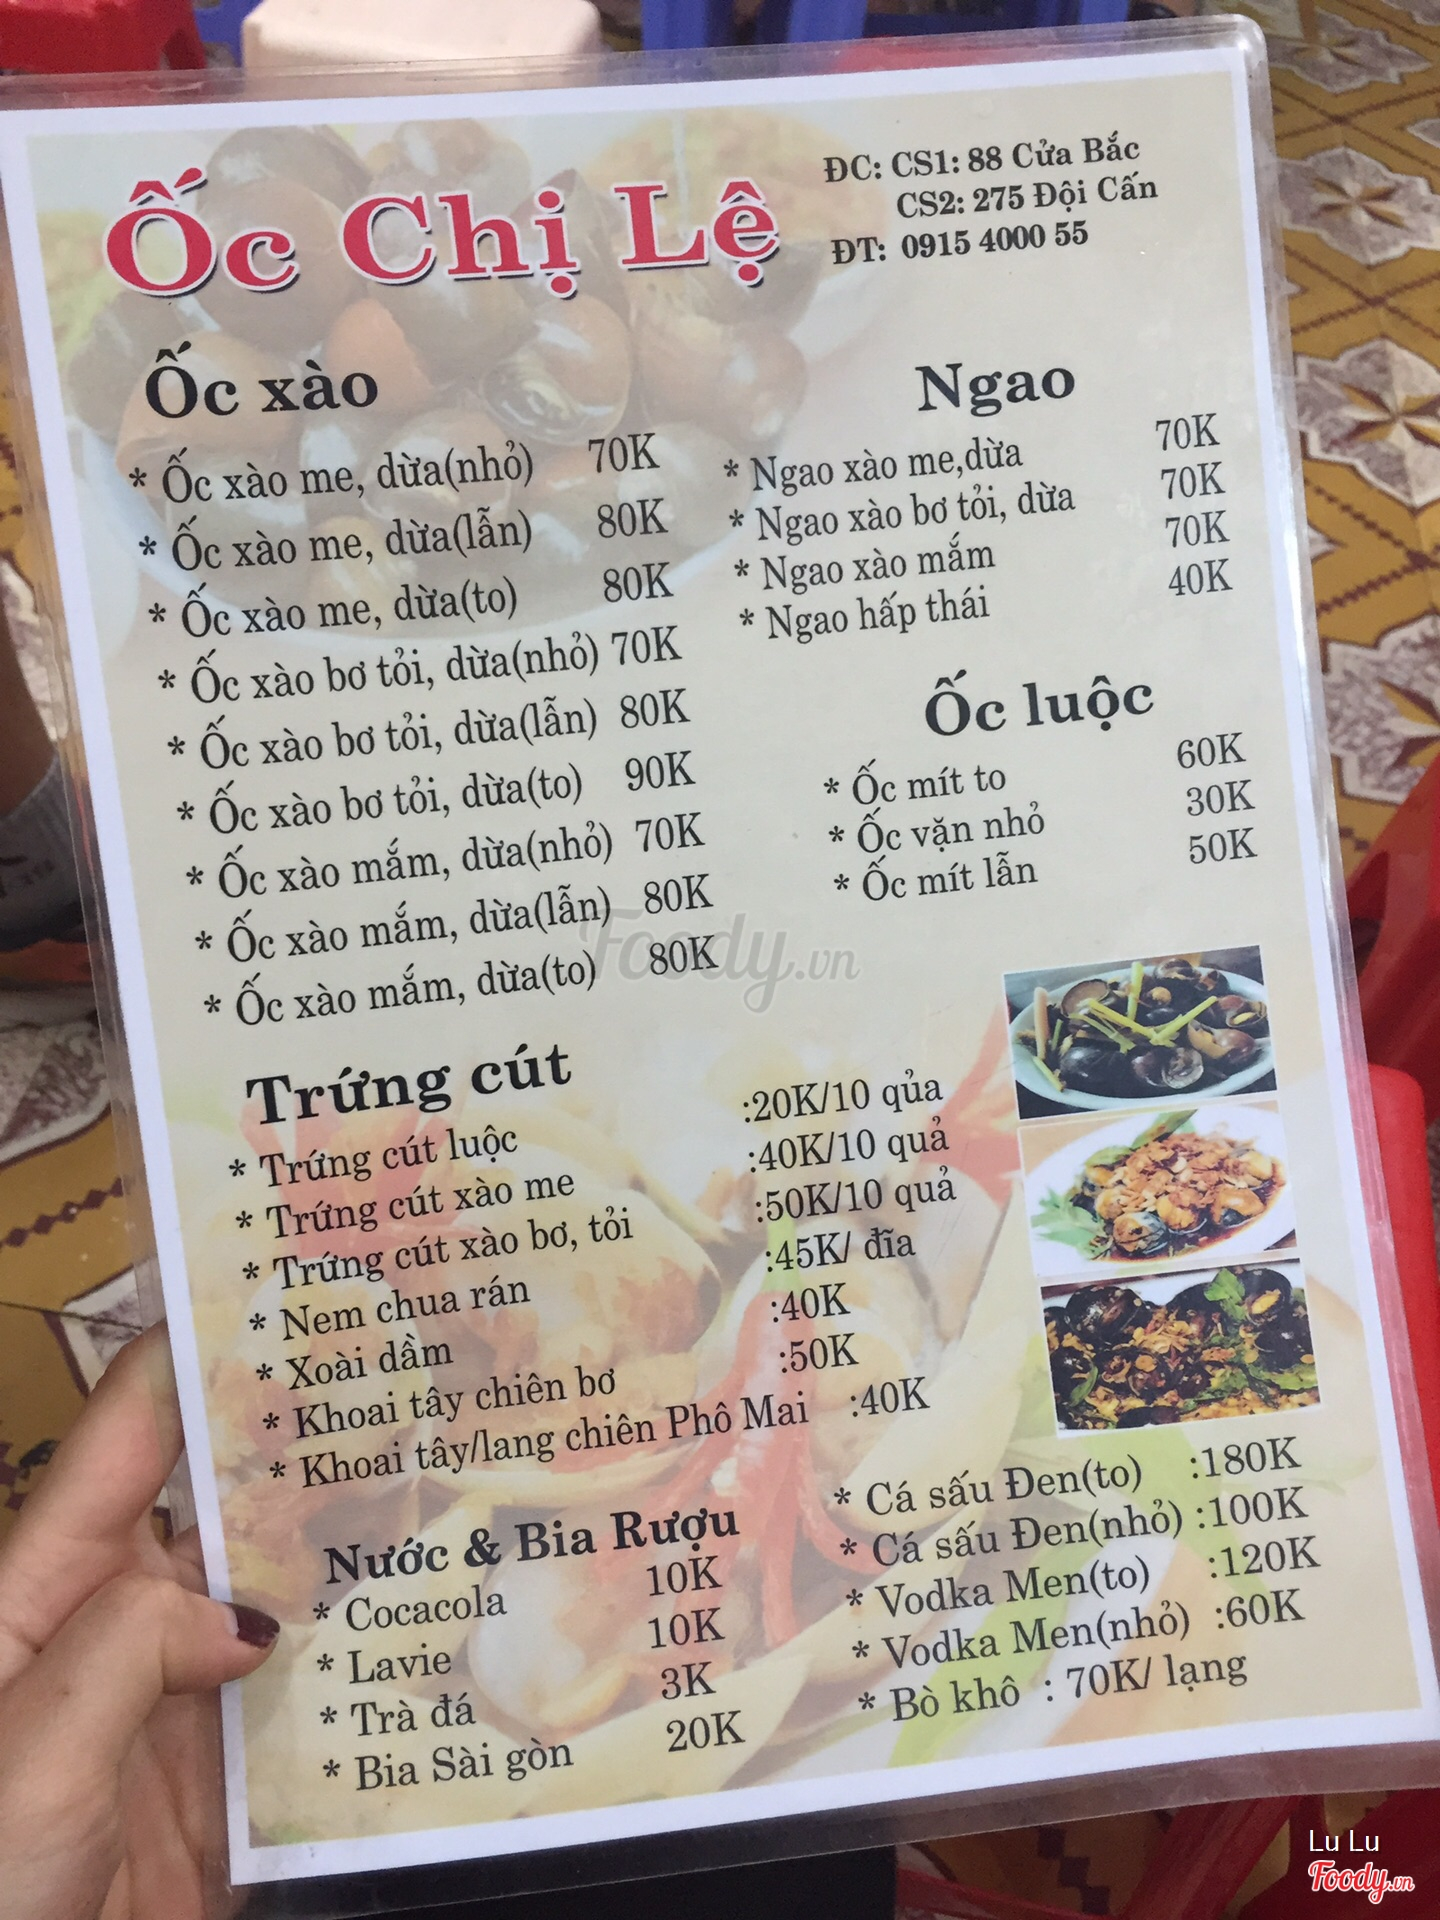 Ốc Chị Lệ
ĐC: CS1: 88 Cửa Bắc
CS2: 275 Đội Cấn
ĐT: 0915 4000 55
Ốc xào
* Ốc xào me, dừa(nhỏ) 70K
* Ốc xào me, dừa(lẫn) 80K
* Ốc xào me, dừa(to) 80K
* Ốc xào bơ tỏi, dừa(nhỏ) 70K
* Ốc xào bơ tỏi, dừa(lẫn) 80K
* Ốc xào bơ tỏi, dừa(to) 90K
* Ốc xào mắm, dừa(nhỏ) 70K
* Ốc xào mắm, dừa(lẫn) 80K
* Ốc xào mắm, dừa(to) 80K
Ngao
* Ngao xào me,dừa 70K
* Ngao xào bơ tỏi, dừa 70K
* Ngao xào mắm 70K
* Ngao hấp thái 40K
Ốc luộc
* Ốc mít to 60K
* Ốc vặn nhỏ 30K
* Ốc mít lẫn 50K
Foody.vn
Trứng cút
* Trứng cút luộc :20K/10 qủa
* Trứng cút xào me :40K/10 quả
* Trứng cút xào bơ, tỏi :50K/10 quả
* Nem chua rán :45K/ đĩa
* Xoài dầm :40K
* Khoai tây chiên bơ :50K
* Khoai tây/lang chiên Phô Mai :40K
Nước & Bia Rượu
* Cocacola 10K
* Lavie 10K
* Trà đá 3K
* Bia Sài gòn 20K
* Cá sấu Đen(to) :180K
* Cá sấu Đen(nhỏ) :100K
* Vodka Men(to) :120K
* Vodka Men(nhỏ) :60K
* Bò khô : 70K/ lạng
Lu Lu
Foody.vn